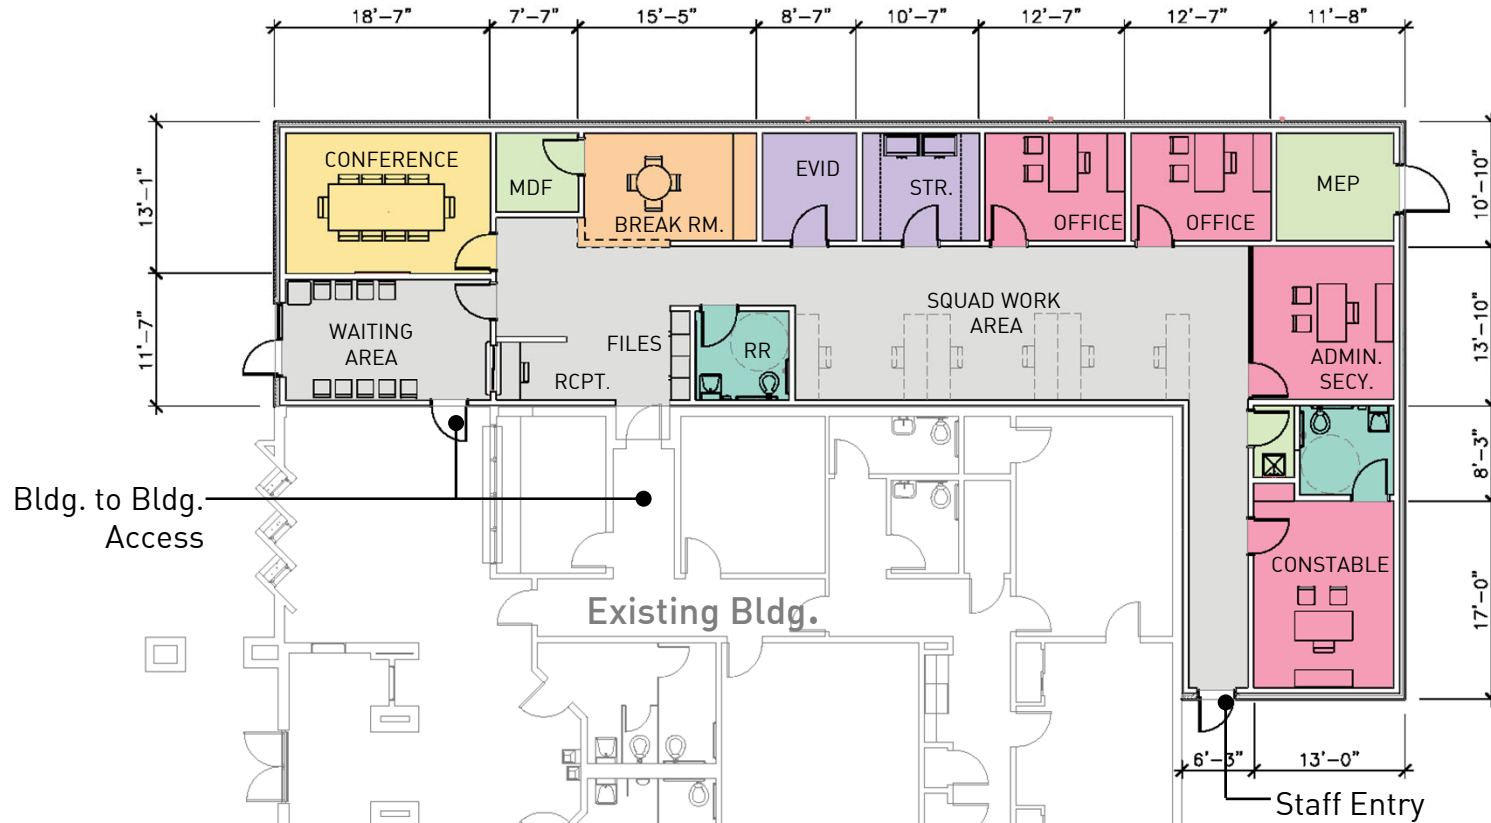 18'-7"
7'-7"
15'-5"
8'-7"
10'-7"
12'-7"
12'-7"
11'-8"
13'-1"
11'-7"
10'-10"
13'-10"
8'-3"
17'-0"
CONFERENCE
MDF
BREAK RM.
EVID
STR.
OFFICE
OFFICE
MEP
WAITING
AREA
FILES
RCPT.
RR
SQUAD WORK
AREA
ADMIN.
SECY.
CONSTABLE
Bldg. to Bldg.
Access
Existing Bldg.
6'-3"
13'-0"
Staff Entry